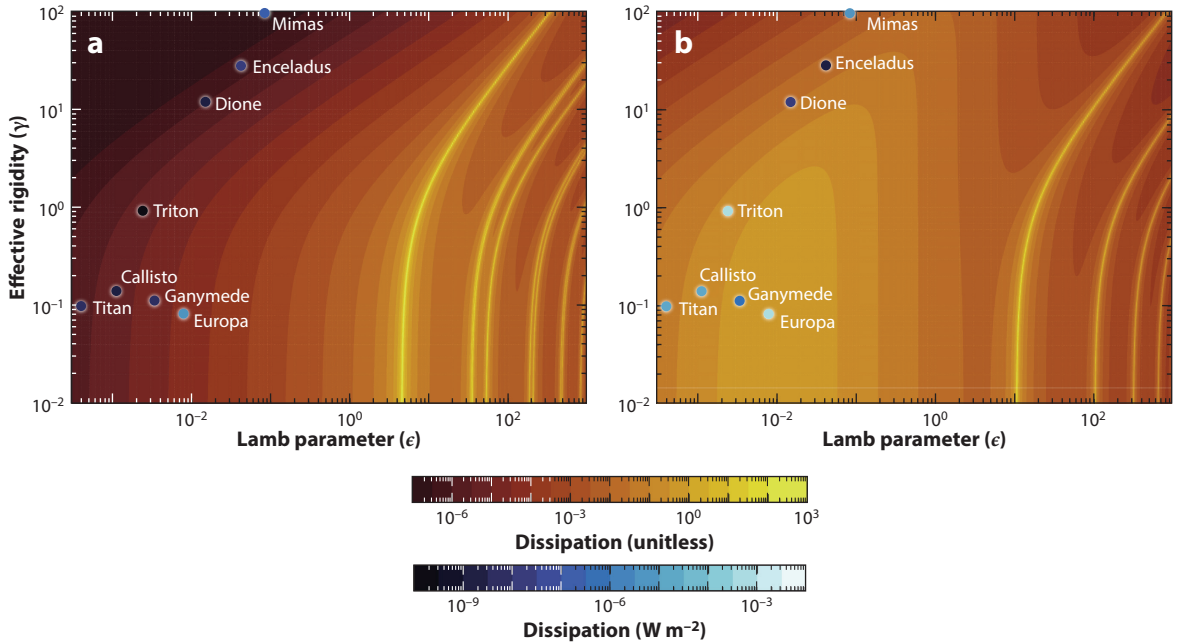 a
Mimas
Enceladus
Dione
Triton
Callisto
Titan
Ganymede
Europa
10²
10¹
10⁰
10⁻¹
10⁻²
Effective rigidity (γ)
10⁻² 10⁰ 10²
Lamb parameter (ϵ)
b
Mimas
Enceladus
Dione
Triton
Callisto
Titan
Ganymede
Europa
10²
10¹
10⁰
10⁻¹
10⁻²
10⁻² 10⁰ 10²
Lamb parameter (ϵ)
10⁻⁶ 10⁻³ 10⁰ 10³
Dissipation (unitless)
10⁻⁹ 10⁻⁶ 10⁻³
Dissipation (W m⁻²)